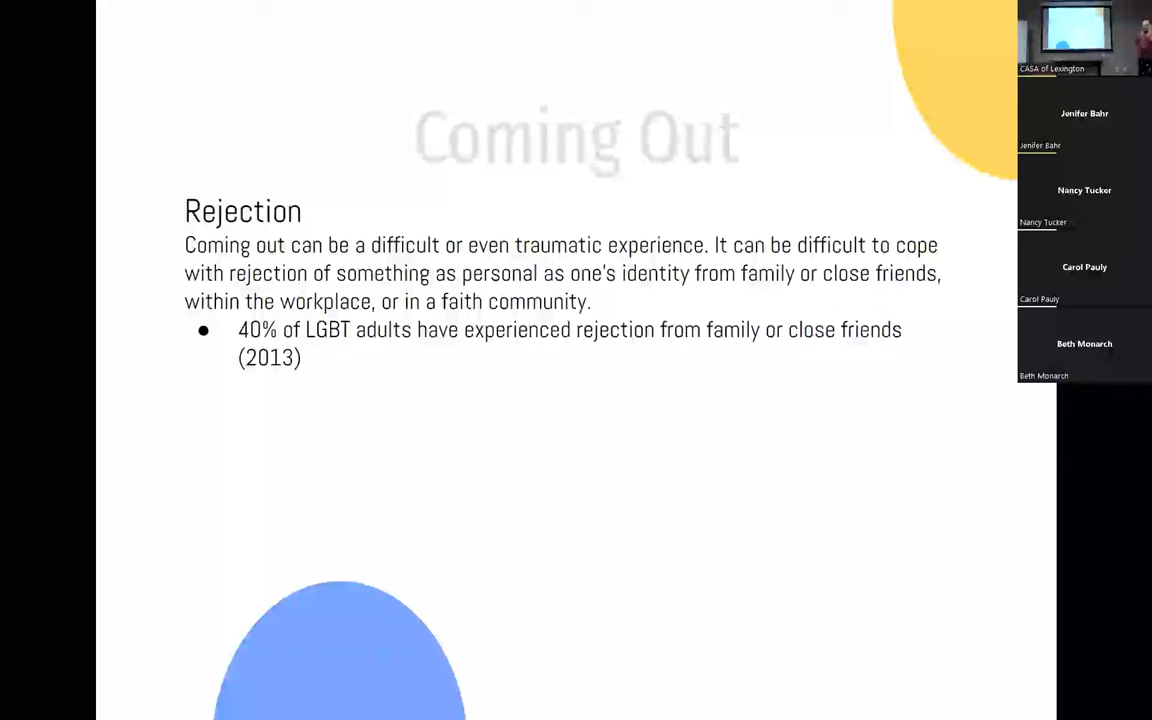 Coming Out
Rejection
Coming out can be a difficult or even traumatic experience. It can be difficult to cope
with rejection of something as personal as one's identity from family or close friends,
within the workplace, or in a faith community.
● 40% of LGBT adults have experienced rejection from family or close friends
(2013)
CASA of Lexington
Jenifer Bahr
Jenifer Bahr
Nancy Tucker
Nancy Tucker
Carol Pauly
Carol Pauly
Beth Monarch
Beth Monarch